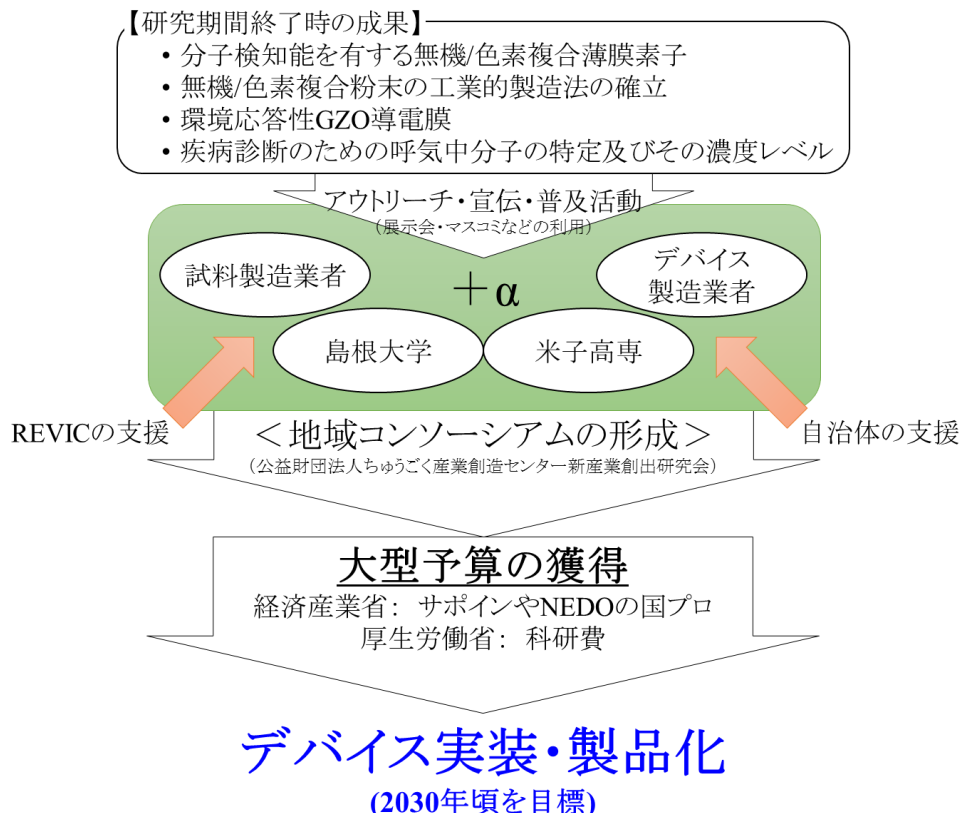 【研究期間終了時の成果】
• 分子検知能を有する無機/色素複合薄膜素子
• 無機/色素複合粉末の工業的製造法の確立
• 環境応答性GZO導電膜
• 疾病診断のための呼気中分子の特定及びその濃度レベル
アウトリーチ・宣伝・普及活動
(展示会・マスコミなどの利用)
試料製造業者
＋α
デバイス
製造業者
島根大学
米子高専
REVICの支援
自治体の支援
＜地域コンソーシアムの形成＞
(公益財団法人ちゅうごく産業創造センター新産業創出研究会)
大型予算の獲得
経済産業省： サポインやNEDOの国プロ
厚生労働省： 科研費
デバイス実装・製品化
(2030年頃を目標)